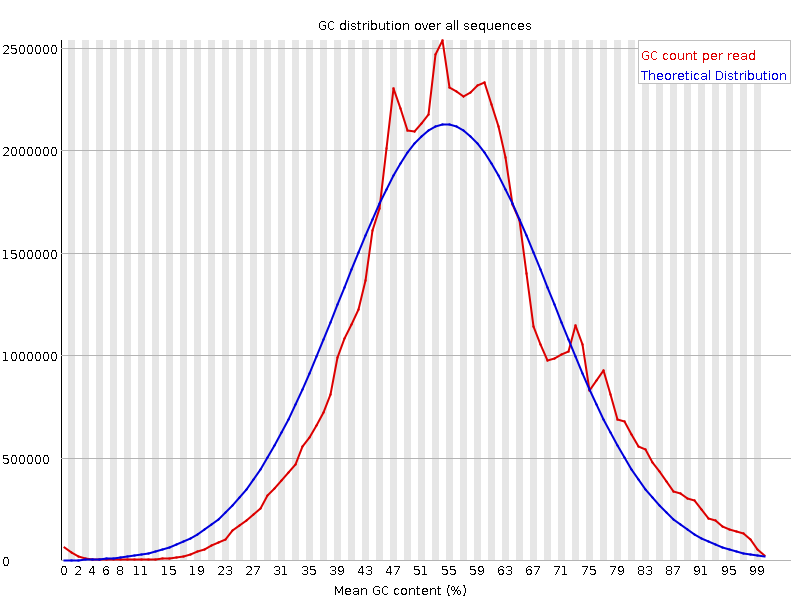 GC distribution over all sequences
GC count per read
Theoretical Distribution
2500000
2000000
1500000
1000000
500000
0
0 2 4 6 8 11 15 19 23 27 31 35 39 43 47 51 55 59 63 67 71 75 79 83 87 91 95 99
Mean GC content (%)